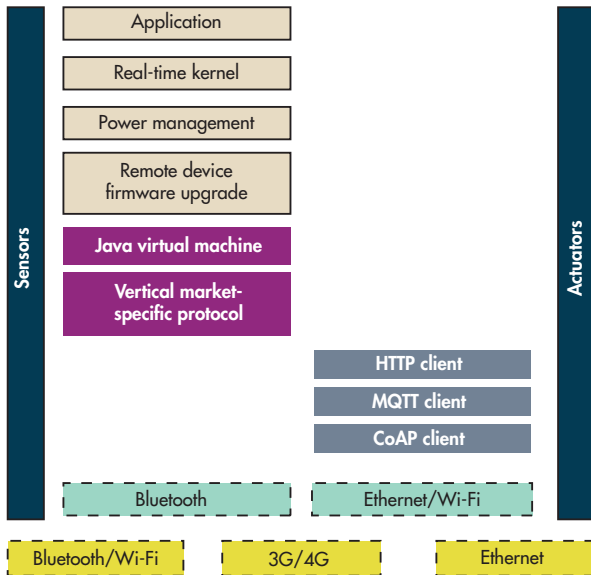 Application
Real-time kernel
Power management
Remote device
firmware upgrade
Java virtual machine
Vertical market-
specific protocol
Sensors
Actuators
HTTP client
MQTT client
CoAP client
Bluetooth
Ethernet/Wi-Fi
Bluetooth/Wi-Fi
3G/4G
Ethernet